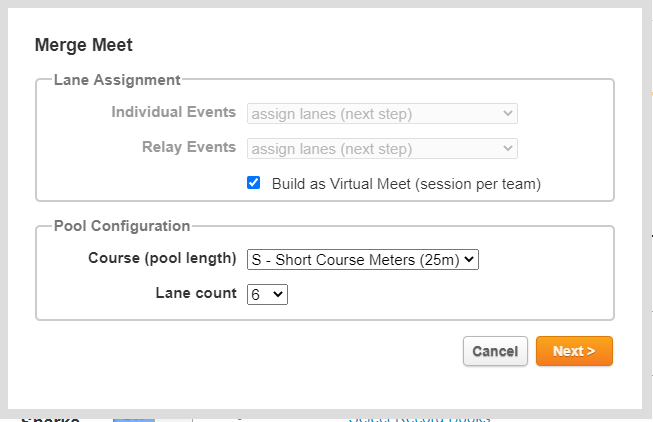 Merge Meet
Lane Assignment
Individual Events assign lanes (next step)
Relay Events assign lanes (next step)
Build as Virtual Meet (session per team)
Pool Configuration
Course (pool length) S - Short Course Meters (25m)
Lane count 6
Cancel Next >